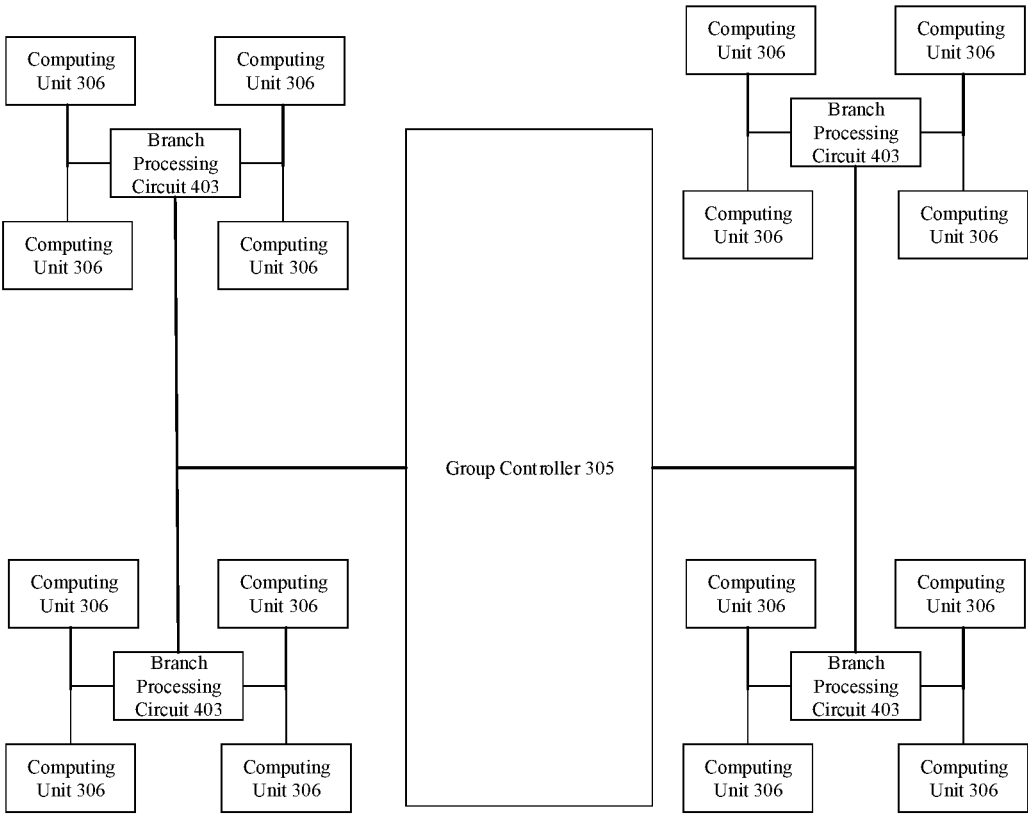 Computing
Unit 306
Computing
Unit 306
Computing
Unit 306
Computing
Unit 306
Branch
Processing
Circuit 403
Branch
Processing
Circuit 403
Computing
Unit 306
Computing
Unit 306
Computing
Unit 306
Computing
Unit 306
Group Controller 305
Computing
Unit 306
Computing
Unit 306
Computing
Unit 306
Computing
Unit 306
Branch
Processing
Circuit 403
Branch
Processing
Circuit 403
Computing
Unit 306
Computing
Unit 306
Computing
Unit 306
Computing
Unit 306